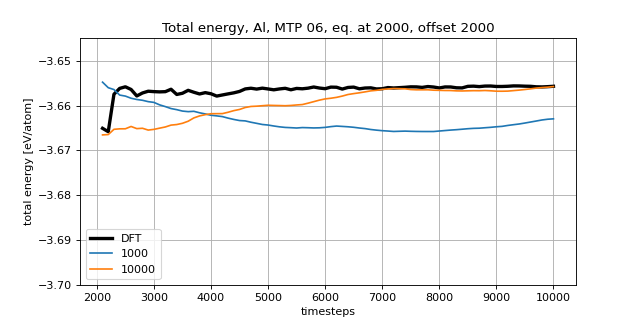 Total energy, Al, MTP 06, eq. at 2000, offset 2000
total energy [eV/atom]
−3.65
−3.66
−3.67
−3.68
−3.69
−3.70
DFT
1000
10000
2000 3000 4000 5000 6000 7000 8000 9000 10000
timesteps